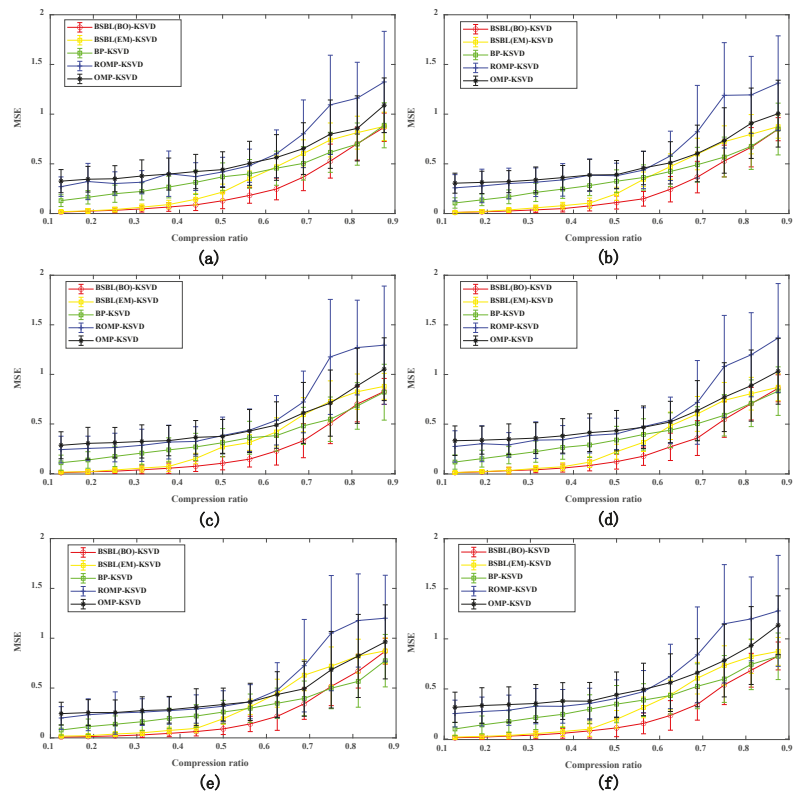 2
1.5
1
0.5
0
MSE
0.1 0.2 0.3 0.4 0.5 0.6 0.7 0.8 0.9
Compression ratio
BSBL(BO)-KSVD
BSBL(EM)-KSVD
BP-KSVD
ROMP-KSVD
OMP-KSVD
(a)
2
1.5
1
0.5
0
MSE
0.1 0.2 0.3 0.4 0.5 0.6 0.7 0.8 0.9
Compression ratio
BSBL(BO)-KSVD
BSBL(EM)-KSVD
BP-KSVD
ROMP-KSVD
OMP-KSVD
(b)
2
1.5
1
0.5
0
MSE
0.1 0.2 0.3 0.4 0.5 0.6 0.7 0.8 0.9
Compression ratio
BSBL(BO)-KSVD
BSBL(EM)-KSVD
BP-KSVD
ROMP-KSVD
OMP-KSVD
(c)
2
1.5
1
0.5
0
MSE
0.1 0.2 0.3 0.4 0.5 0.6 0.7 0.8 0.9
Compression ratio
BSBL(BO)-KSVD
BSBL(EM)-KSVD
BP-KSVD
ROMP-KSVD
OMP-KSVD
(d)
2
1.5
1
0.5
0
MSE
0.1 0.2 0.3 0.4 0.5 0.6 0.7 0.8 0.9
Compression ratio
BSBL(BO)-KSVD
BSBL(EM)-KSVD
BP-KSVD
ROMP-KSVD
OMP-KSVD
(e)
2
1.5
1
0.5
0
MSE
0.1 0.2 0.3 0.4 0.5 0.6 0.7 0.8 0.9
Compression ratio
BSBL(BO)-KSVD
BSBL(EM)-KSVD
BP-KSVD
ROMP-KSVD
OMP-KSVD
(f)